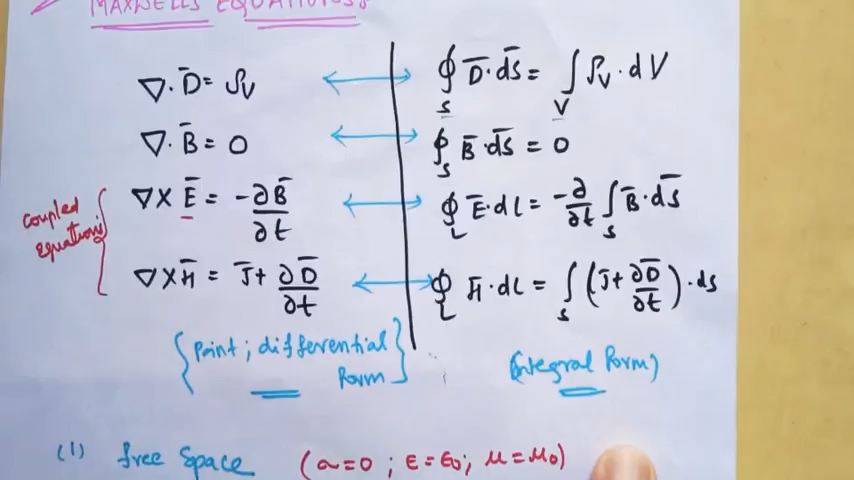 MAXWELLS EQUATIONS:
∇· D̄ = ρv ⟷ ∮s D̄·ds̄ = ∫v ρv·dV
∇· B̄ = 0 ⟷ ∮s B̄·ds̄ = 0
coupled equations
∇× Ē = -∂B̄/∂t ⟷ ∮L Ē·dl = -∂/∂t ∫s B̄·ds̄
∇×H̄ = J̄+ ∂D̄/∂t ⟷ ∮L H̄·dl = ∫s (J̄+ ∂D̄/∂t)·ds
{Point; differential form} (integral form)
(1) free space (σ=0 ; ε=ε0; μ=μ0)